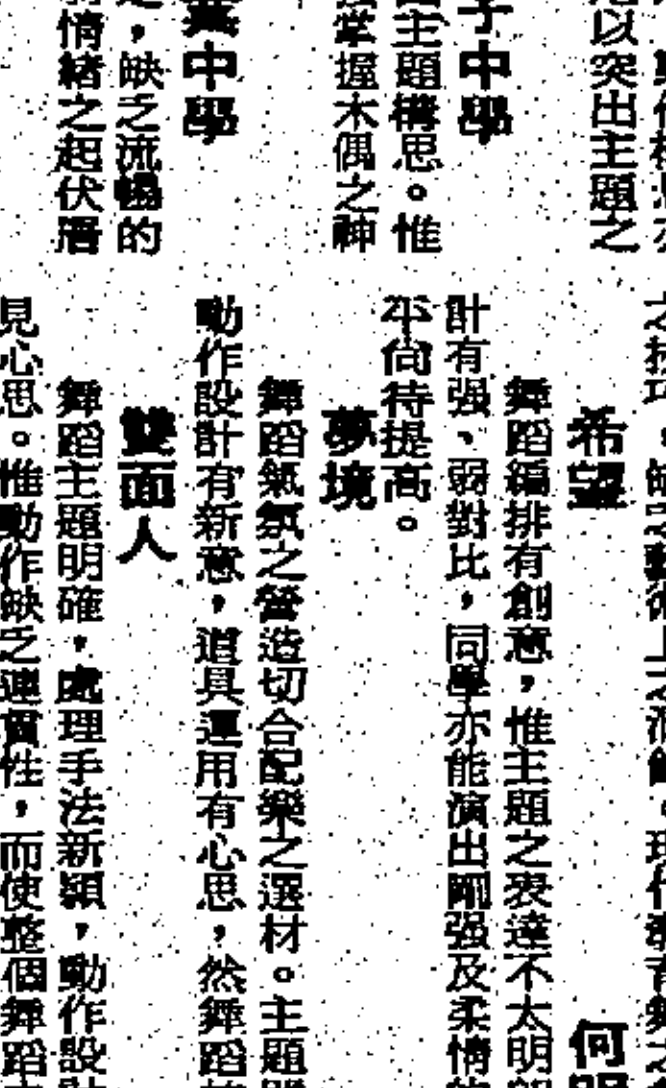 以突出主題之
子中學
主題構思。惟
掌握木偶之神
中學
，缺乏流暢的
情緒之起伏層
希望
何
舞蹈編排有創意，惟主題之表達不太明
計有强、弱對比，同學亦能演出剛强及柔情
平尚待提高。
夢境
舞蹈氣氛之營造切合配樂之選材。主題
動作設計有新意，道具運用有心思，然舞蹈
雙面人
舞蹈主題明確，處理手法新穎，動作設
見心思。惟動作缺乏連貫性，而使整個舞蹈